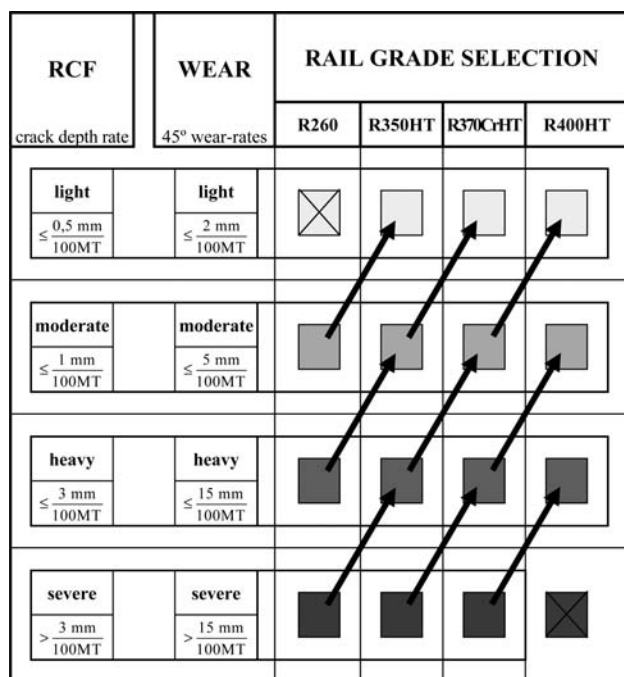 RCF
crack depth rate
WEAR
45º wear-rates
RAIL GRADE SELECTION
R260
R350HT
R370CrHT
R400HT
light
≤ 0,5 mm
100MT
light
≤ 2 mm
100MT
moderate
≤ 1 mm
100MT
moderate
≤ 5 mm
100MT
heavy
≤ 3 mm
100MT
heavy
≤ 15 mm
100MT
severe
> 3 mm
100MT
severe
> 15 mm
100MT